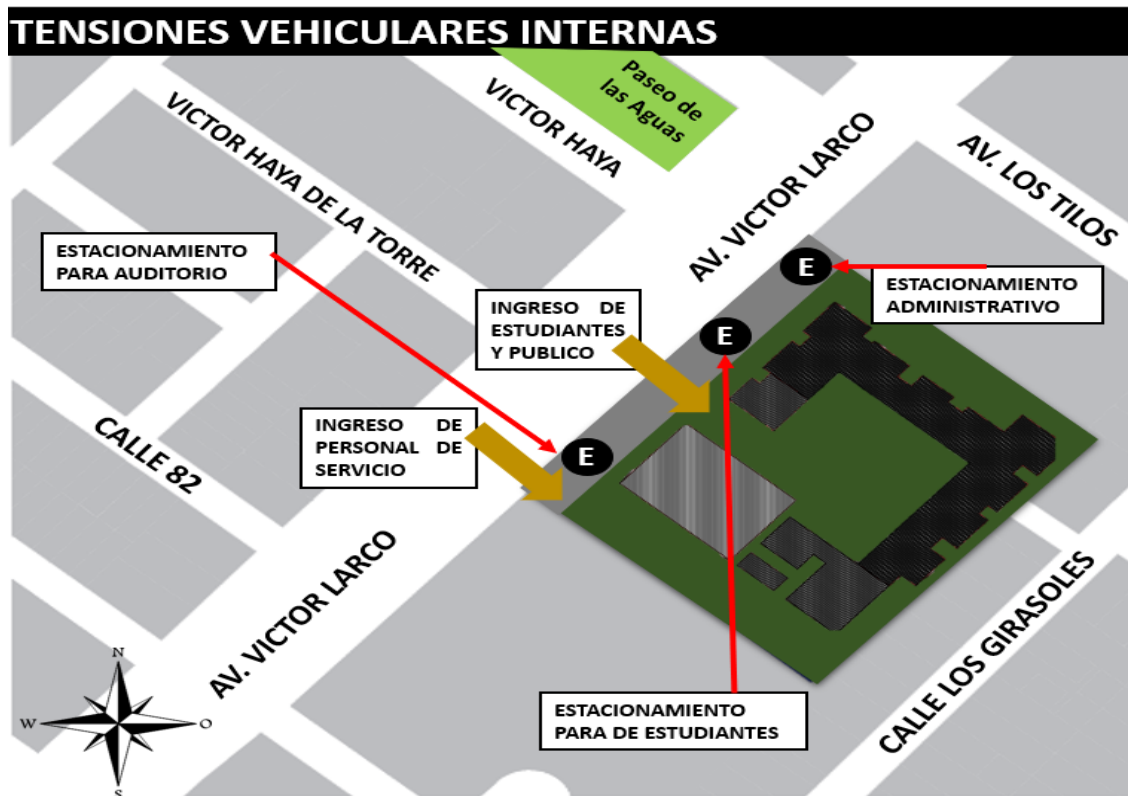 TENSIONES VEHICULARES INTERNAS
Paseo de
las Aguas
VICTOR HAYA
VICTOR HAYA DE LA TORRE
AV. VICTOR LARCO
AV. LOS TILOS
ESTACIONAMIENTO
PARA AUDITORIO
E
ESTACIONAMIENTO
ADMINISTRATIVO
INGRESO DE
ESTUDIANTES
Y PUBLICO
E
INGRESO DE
PERSONAL DE
SERVICIO
E
CALLE 82
AV. VICTOR LARCO
CALLE LOS GIRASOLES
ESTACIONAMIENTO
PARA DE ESTUDIANTES
N
W
O
S